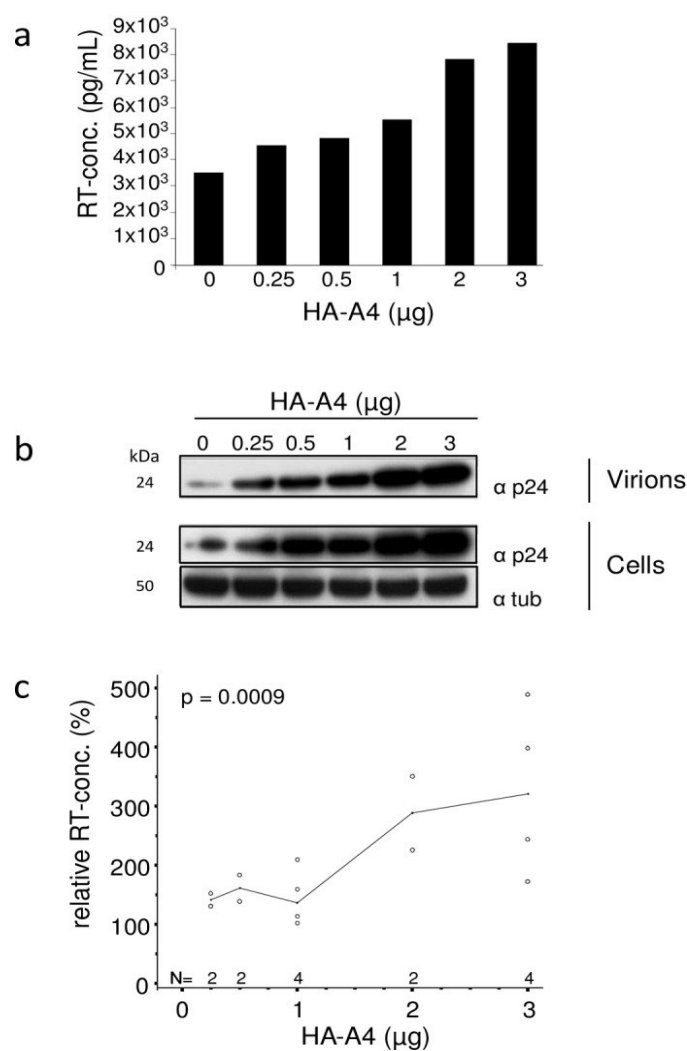 a
RT-conc. (pg/mL)
9x10³
8x10³
7x10³
6x10³
5x10³
4x10³
3x10³
2x10³
1x10³
0
0 0.25 0.5 1 2 3
HA-A4 (µg)
b
HA-A4 (µg)
0 0.25 0.5 1 2 3
kDa
24 α p24 Virions
24 α p24
Cells
50 α tub
c
relative RT-conc. (%)
p = 0.0009
500
400
300
200
100
0
N= 2 2 4 2 4
0 1 2 3
HA-A4 (µg)